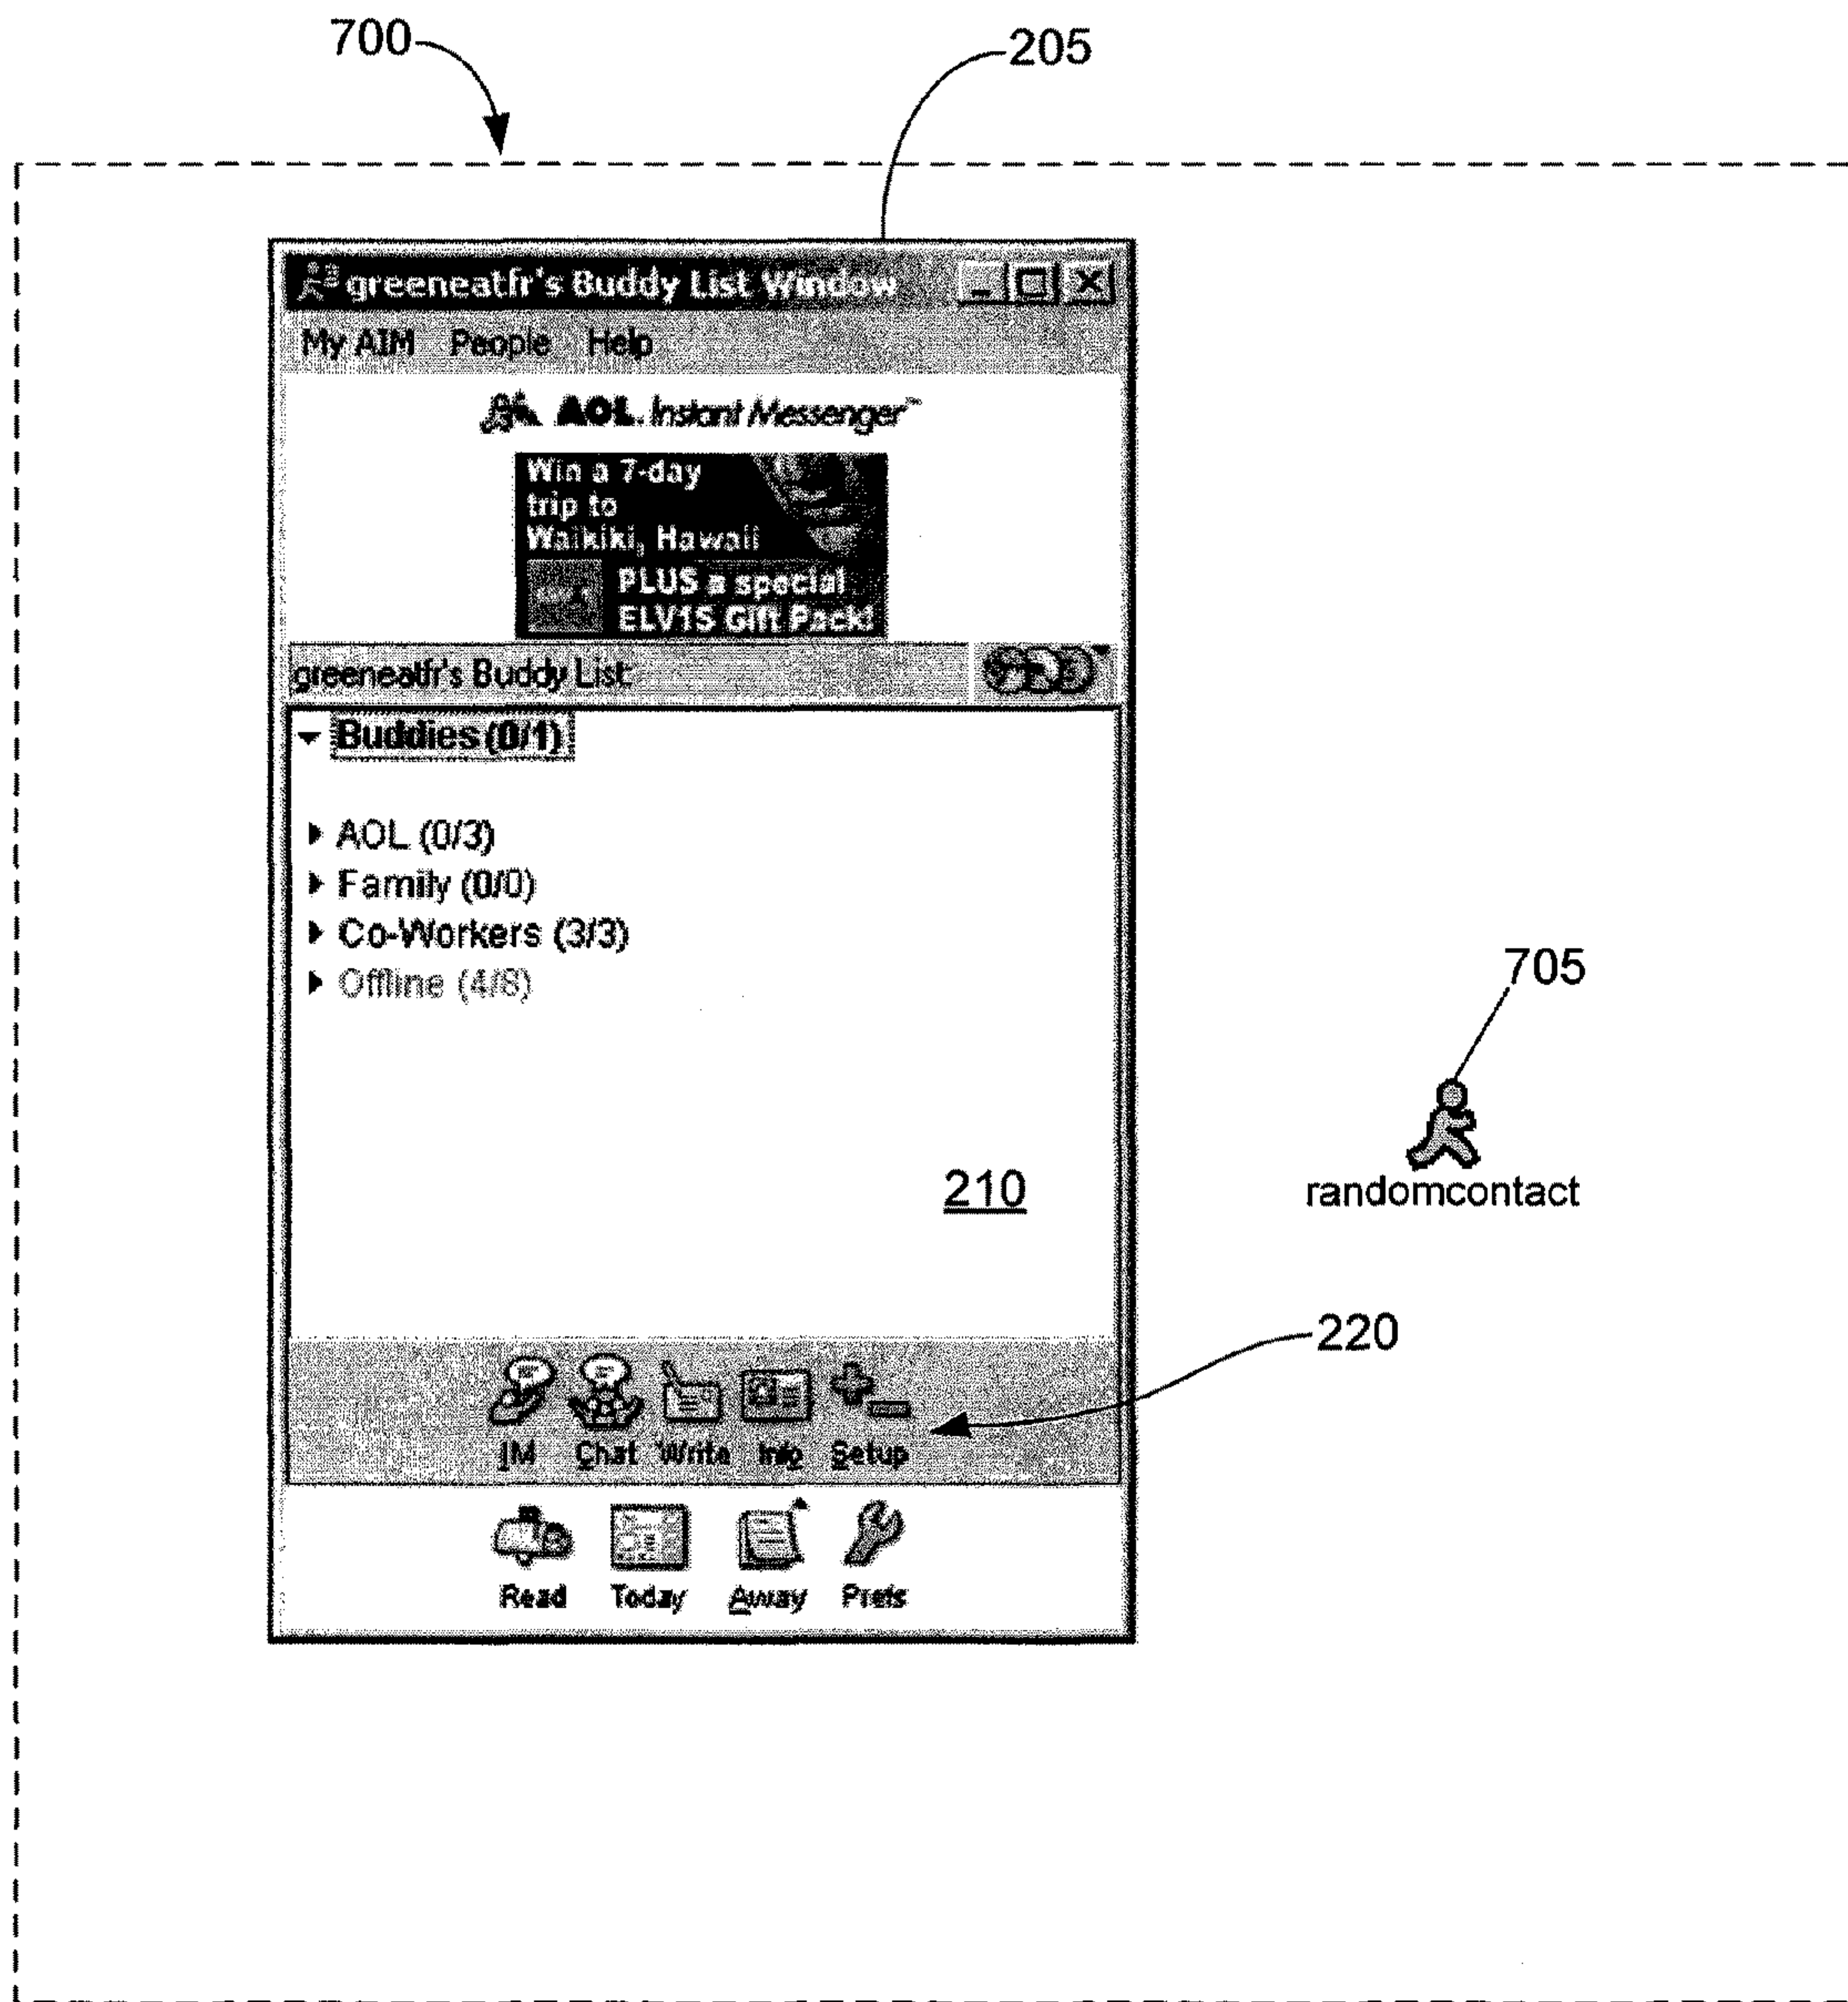 700
205
greeneatfr's Buddy List Window
My AIM People Help
AOL Instant Messenger™
Win a 7-day
trip to
Waikiki, Hawaii
PLUS a special
ELV1S Gift Pack!
greeneatfr's Buddy List
Buddies (0/1)
AOL (0/3)
Family (0/0)
Co-Workers (3/3)
Offline (4/8)
705
randomcontact
210
220
IM Chat Write Info Setup
Read Today Away Prefs